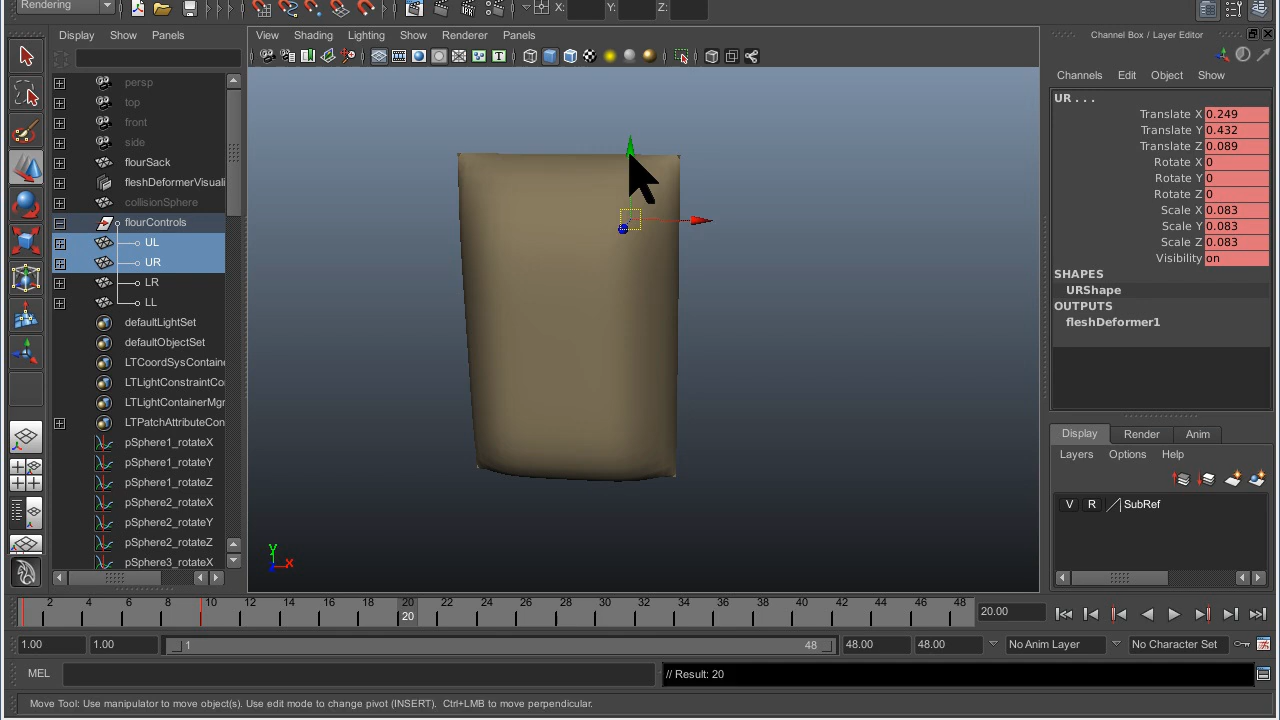 Rendering
X:
Y:
Z:
Display Show Panels
View Shading Lighting Show Renderer Panels
Channel Box / Layer Editor
Channels Edit Object Show
persp
top
front
side
flourSack
fleshDeformerVisuali
collisionSphere
flourControls
UL
UR
LR
LL
defaultLightSet
defaultObjectSet
LTCoordSysContaine
LTLightConstraintCo
LTLightContainerMgr
LTPatchAttributeCon
pSphere1_rotateX
pSphere1_rotateY
pSphere1_rotateZ
pSphere2_rotateX
pSphere2_rotateY
pSphere2_rotateZ
pSphere3_rotateX
Y
X
UR . . .
Translate X 0.249
Translate Y 0.432
Translate Z 0.089
Rotate X 0
Rotate Y 0
Rotate Z 0
Scale X 0.083
Scale Y 0.083
Scale Z 0.083
Visibility on
SHAPES
URShape
OUTPUTS
fleshDeformer1
Display Render Anim
Layers Options Help
V R SubRef
2 4 6 8 10 12 14 16 18 20 22 24 26 28 30 32 34 36 38 40 42 44 46 48
20
20.00
1.00 1.00 1 48 48.00 48.00 No Anim Layer No Character Set
MEL // Result: 20
Move Tool: Use manipulator to move object(s). Use edit mode to change pivot (INSERT). Ctrl+LMB to move perpendicular.